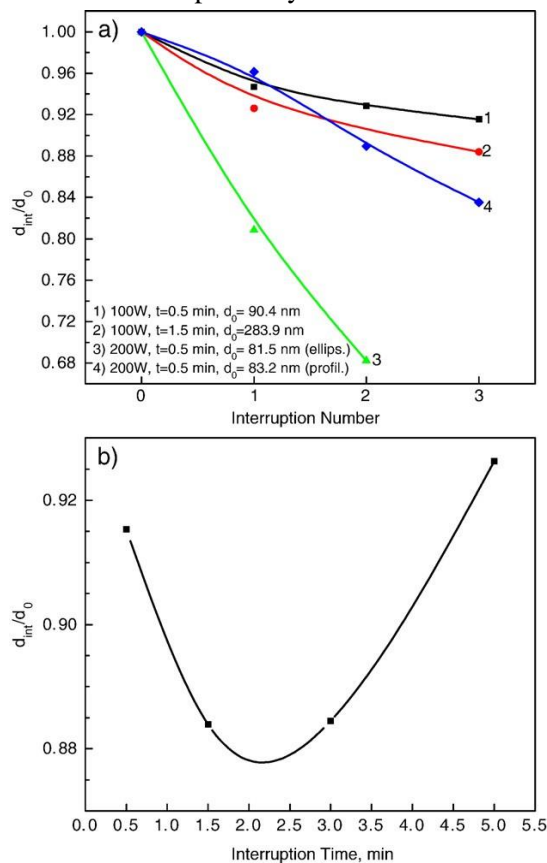 a)
1.00
0.96
0.92
0.88
0.84
0.80
0.76
0.72
0.68
d_int/d_0
1
2
4
3
1) 100W, t=0.5 min, d_0= 90.4 nm
2) 100W, t=1.5 min, d_0=283.9 nm
3) 200W, t=0.5 min, d_0= 81.5 nm (ellips.)
4) 200W, t=0.5 min, d_0= 83.2 nm (profil.)
0 1 2 3
Interruption Number
b)
0.92
0.90
0.88
d_int/d_0
0.0 0.5 1.0 1.5 2.0 2.5 3.0 3.5 4.0 4.5 5.0 5.5
Interruption Time, min